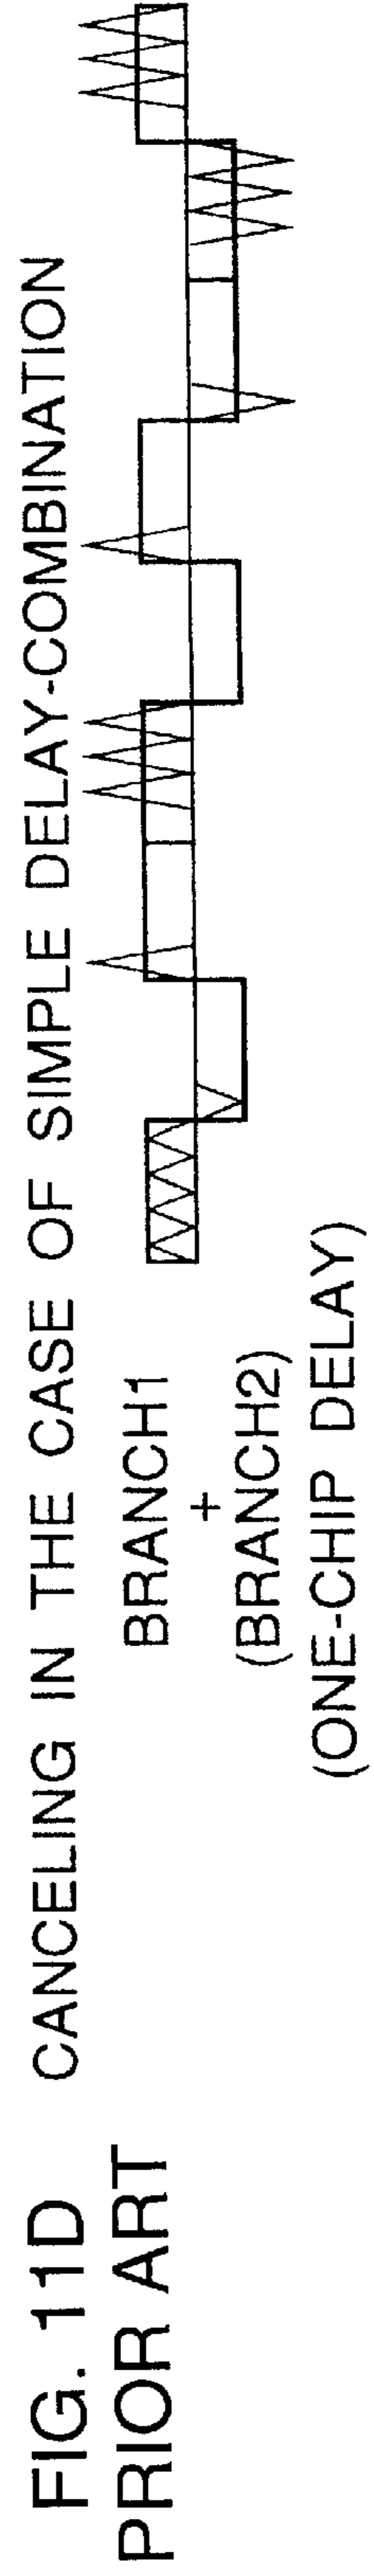 FIG. 11D CANCELING IN THE CASE OF SIMPLE DELAY-COMBINATION
PRIOR ART
BRANCH1
+
(BRANCH2)
(ONE-CHIP DELAY)